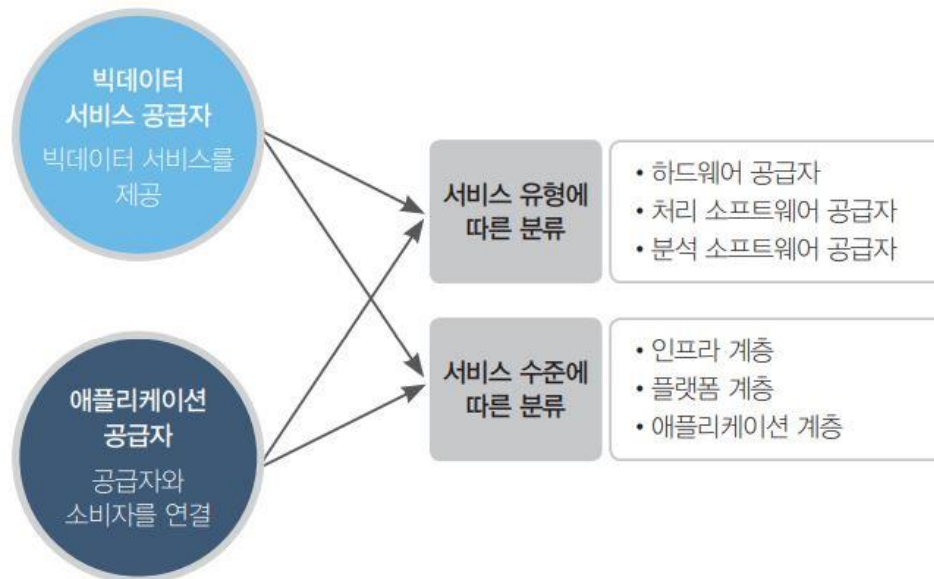 빅데이터
서비스 공급자
빅데이터 서비스를
제공
서비스 유형에
따른 분류
• 하드웨어 공급자
• 처리 소프트웨어 공급자
• 분석 소프트웨어 공급자
애플리케이션
공급자
공급자와
소비자를 연결
서비스 수준에
따른 분류
• 인프라 계층
• 플랫폼 계층
• 애플리케이션 계층